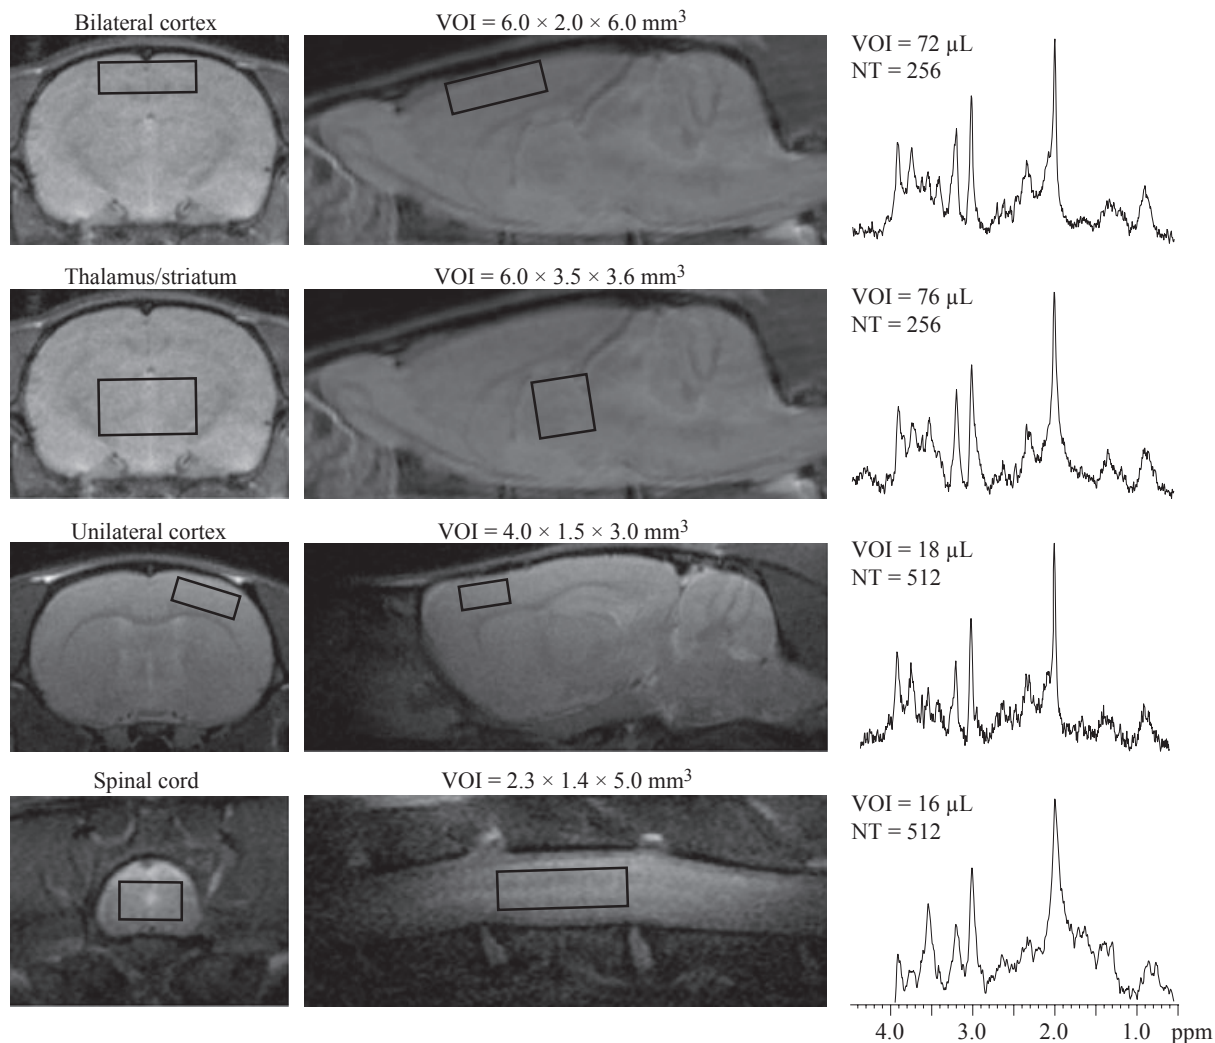 Bilateral cortex
VOI = 6.0 × 2.0 × 6.0 mm³
VOI = 72 µL
NT = 256
Thalamus/striatum
VOI = 6.0 × 3.5 × 3.6 mm³
VOI = 76 µL
NT = 256
Unilateral cortex
VOI = 4.0 × 1.5 × 3.0 mm³
VOI = 18 µL
NT = 512
Spinal cord
VOI = 2.3 × 1.4 × 5.0 mm³
VOI = 16 µL
NT = 512
4.0 3.0 2.0 1.0 ppm